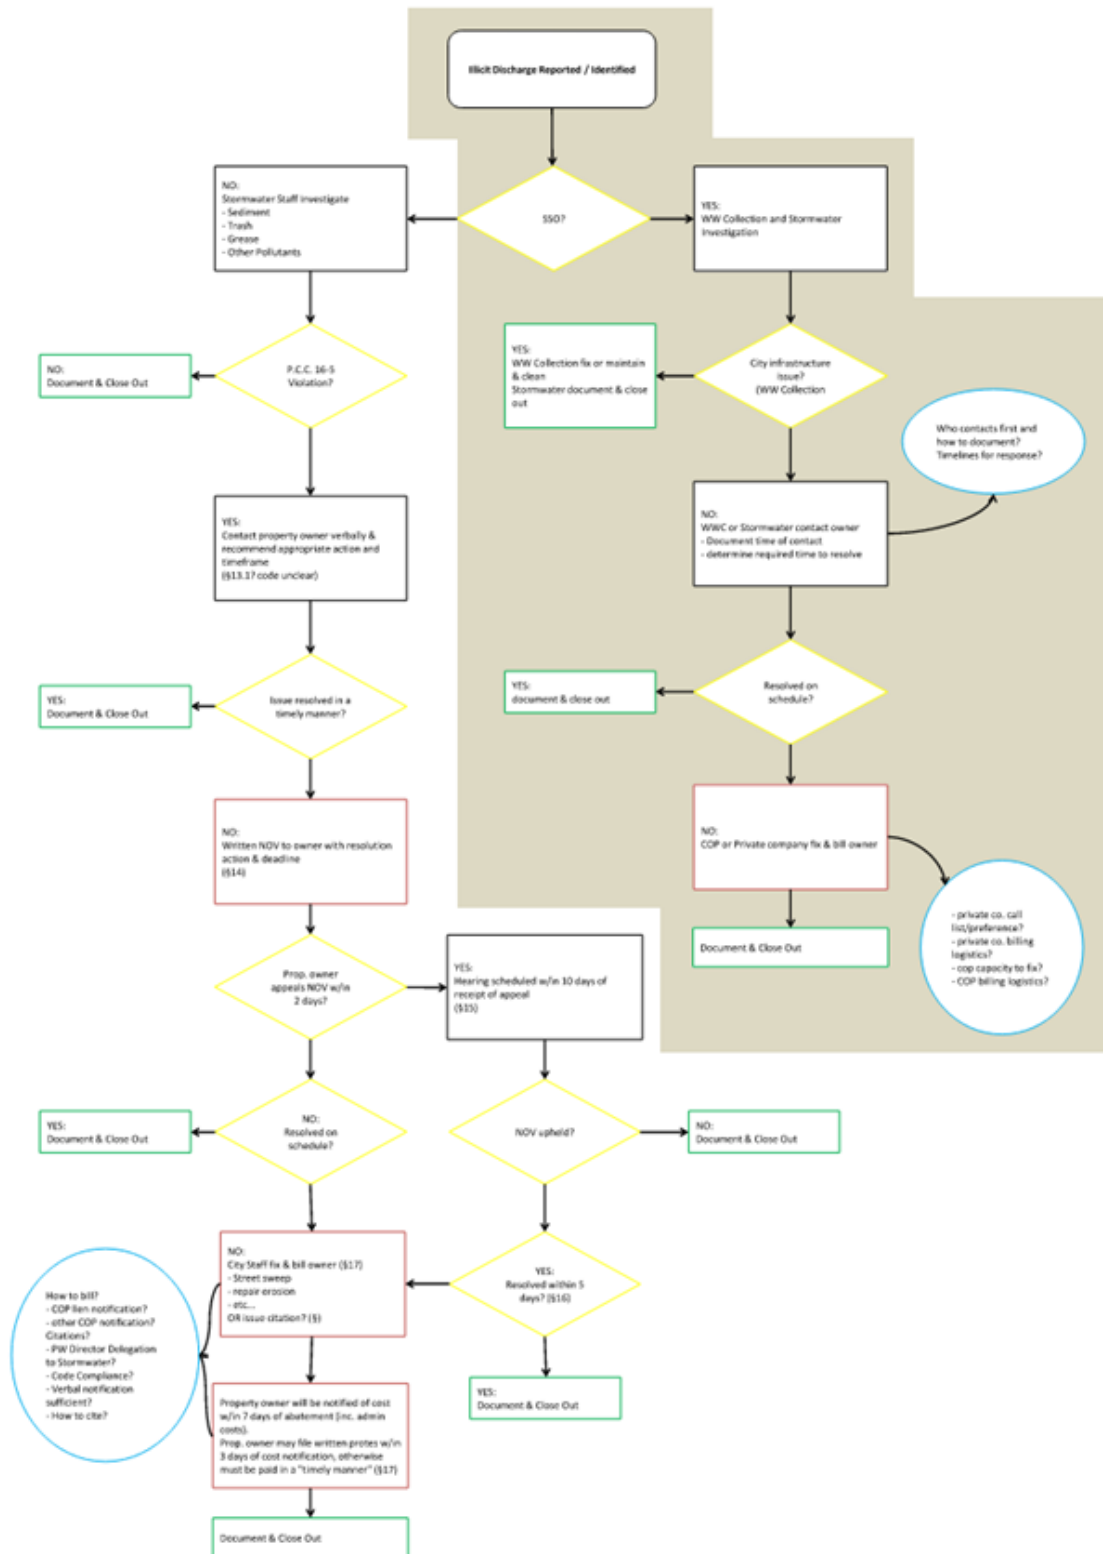 Illicit Discharge Reported / Identified
SSO?
NO:
Stormwater Staff investigate
- Sediment
- Trash
- Grease
- Other Pollutants
YES:
WW Collection and Stormwater
Investigation
P.C.C. 16-5
Violation?
NO:
Document & Close Out
YES:
WW Collection fix or maintain
& clean
Stormwater document & close
out
City infrastructure
issue?
(WW Collection
Who contacts first and
how to document?
Timelines for response?
YES:
Contact property owner verbally &
recommend appropriate action and
timeframe
(§13.1? code unclear)
NO:
WWC or Stormwater contact owner
- Document time of contact
- determine required time to resolve
YES:
Document & Close Out
Issue resolved in a
timely manner?
YES:
document & close out
Resolved on
schedule?
NO:
Written NOV to owner with resolution
action & deadline
(§14)
NO:
COP or Private company fix & bill owner
- private co. call
list/preference?
- private co. billing
logistics?
- cop capacity to fix?
- COP billing logistics?
Document & Close Out
Prop. owner
appeals NOV w/in
2 days?
YES:
Hearing scheduled w/in 10 days of
receipt of appeal
(§15)
YES:
Document & Close Out
NO:
Resolved on
schedule?
NOV upheld?
NO:
Document & Close Out
NO:
City Staff fix & bill owner (§17)
- Street sweep
- repair erosion
- etc...
OR issue citation? (§)
YES:
Resolved within 5
days? (§16)
How to bill?
- COP lien notification?
- other COP notification?
Citations?
- PW Director Delegation
to Stormwater?
- Code Compliance?
- Verbal notification
sufficient?
- How to cite?
YES:
Document & Close Out
Property owner will be notified of cost
w/in 7 days of abatement (inc. admin
costs).
Prop. owner may file written protes w/in
3 days of cost notification, otherwise
must be paid in a "timely manner" (§17)
Document & Close Out